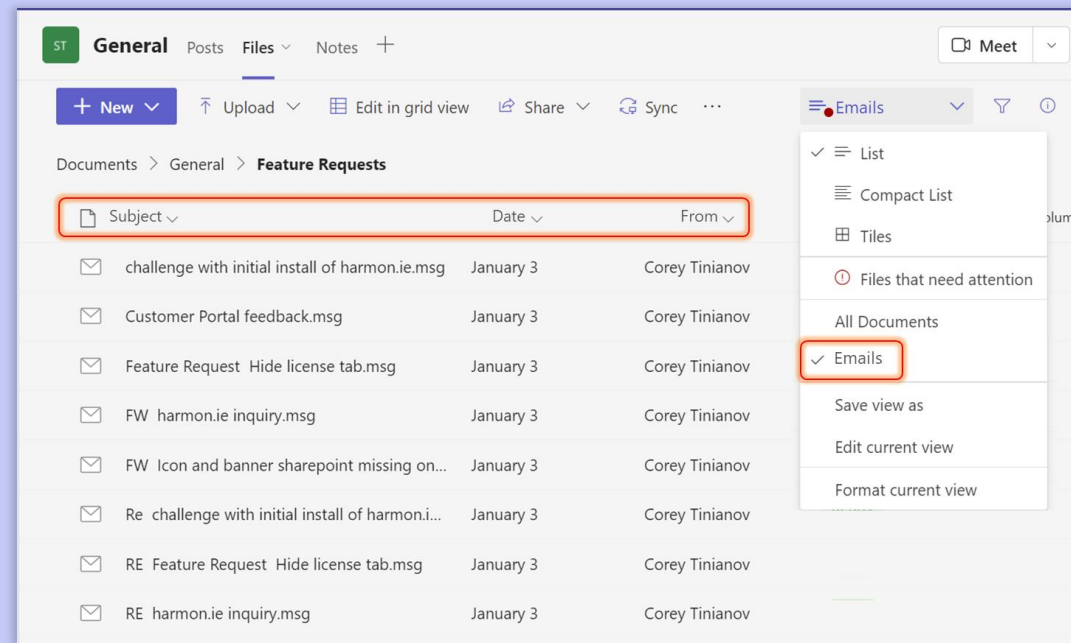 ST General Posts Files Notes
Meet
New Upload Edit in grid view Share Sync ... Emails
Documents > General > Feature Requests
Subject Date From
challenge with initial install of harmon.ie.msg January 3 Corey Tinianov
Customer Portal feedback.msg January 3 Corey Tinianov
Feature Request Hide license tab.msg January 3 Corey Tinianov
FW harmon.ie inquiry.msg January 3 Corey Tinianov
FW Icon and banner sharepoint missing on... January 3 Corey Tinianov
Re challenge with initial install of harmon.i... January 3 Corey Tinianov
RE Feature Request Hide license tab.msg January 3 Corey Tinianov
RE harmon.ie inquiry.msg January 3 Corey Tinianov
List
Compact List
Tiles
Files that need attention
All Documents
Emails
Save view as
Edit current view
Format current view